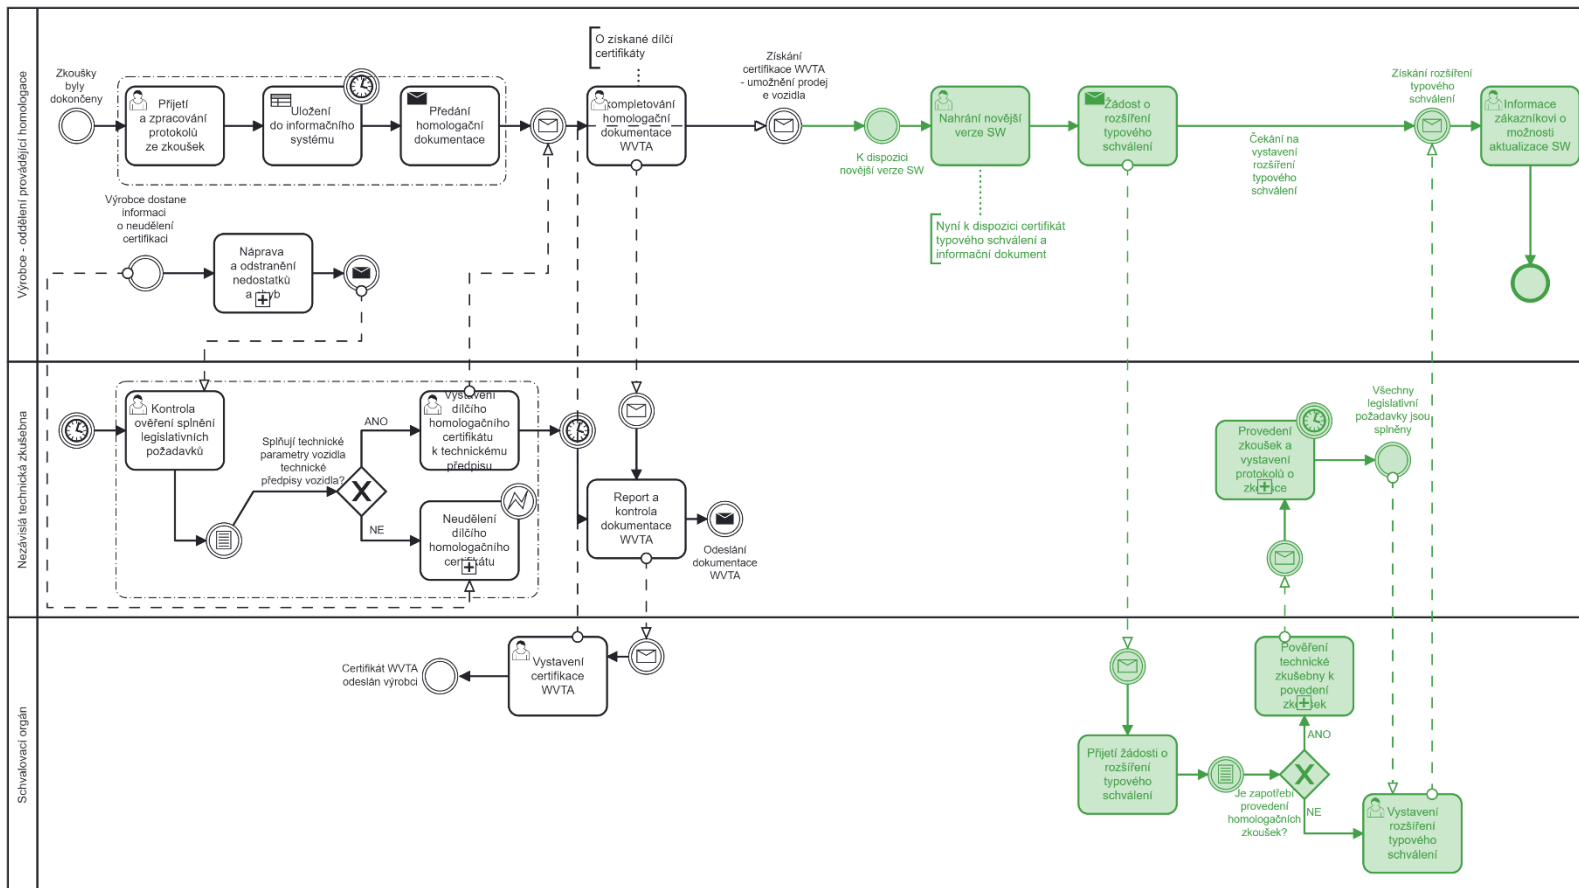 Výrobce - oddělení provádějící homologace
Zkoušky
byly
dokončeny
Přijetí
a zpracování
protokolů
ze zkoušek
Uložení
do informačního
systému
Předání
homologační
dokumentace
O získané dílčí
certifikáty
Kompletování
homologační
dokumentace
WVTA
Získání
certifikace WVTA
- umožnění prodej
e vozidla
K dispozici
novější verze SW
Nahrání novější
verze SW
Nyní k dispozici certifikát
typového schválení a
informační dokument
Žádost o
rozšíření
typového
schválení
Čekání na
vystavení
rozšíření
typového
schválení
Získání rozšíření
typového
schválení
Informace
zákazníkovi o
možnosti
aktualizace SW
Výrobce dostane
informaci
o neudělení
certifikaci
Náprava
a odstranění
nedostatků
a chyb
Nezávislá technická zkušebna
Kontrola
ověření splnění
legislativních
požadavků
Splňují technické
parametry vozidla
technické
předpisy vozidla?
ANO
NE
Vystavení
dílčího
homologačního
certifikátu
k technickému
předpisu
Neudělení
dílčího
homologačního
certifikátu
Report a
kontrola
dokumentace
WVTA
Odeslání
dokumentace
WVTA
Provedení
zkoušek a
vystavení
protokolů o
zkoušce
Všechny
legislativní
požadavky jsou
splněny
Schvalovací orgán
Certifikát WVTA
odeslán výrobci
Vystavení
certifikace
WVTA
Přijetí žádosti o
rozšíření
typového
schválení
Je zapotřebí
provedení
homologačních
zkoušek?
ANO
NE
Pověření
technické
zkušebny k
povedení
zkoušek
Vystavení
rozšíření
typového
schválení